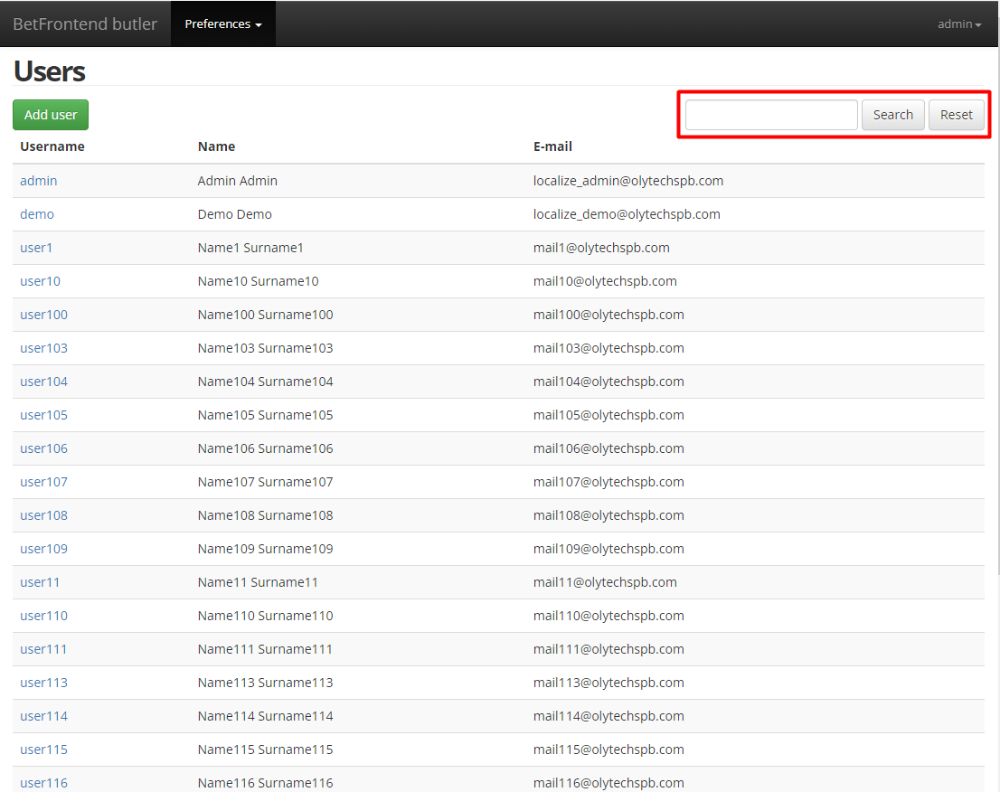 BetFrontend butler Preferences admin
Users
Add user Search Reset
Username Name E-mail
admin Admin Admin localize_admin@olytechspb.com
demo Demo Demo localize_demo@olytechspb.com
user1 Name1 Surname1 mail1@olytechspb.com
user10 Name10 Surname10 mail10@olytechspb.com
user100 Name100 Surname100 mail100@olytechspb.com
user103 Name103 Surname103 mail103@olytechspb.com
user104 Name104 Surname104 mail104@olytechspb.com
user105 Name105 Surname105 mail105@olytechspb.com
user106 Name106 Surname106 mail106@olytechspb.com
user107 Name107 Surname107 mail107@olytechspb.com
user108 Name108 Surname108 mail108@olytechspb.com
user109 Name109 Surname109 mail109@olytechspb.com
user11 Name11 Surname11 mail11@olytechspb.com
user110 Name110 Surname110 mail110@olytechspb.com
user111 Name111 Surname111 mail111@olytechspb.com
user113 Name113 Surname113 mail113@olytechspb.com
user114 Name114 Surname114 mail114@olytechspb.com
user115 Name115 Surname115 mail115@olytechspb.com
user116 Name116 Surname116 mail116@olytechspb.com